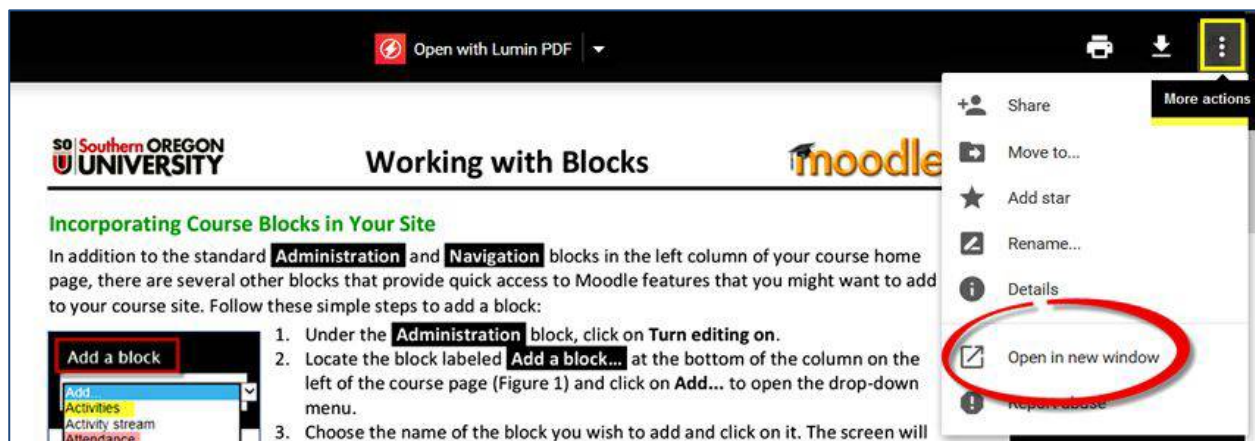 Open with Lumin PDF
More actions
Share
Move to...
Add star
Rename...
Details
Open in new window
Report abuse
SO Southern OREGON
U UNIVERSITY
Working with Blocks
moodle
Incorporating Course Blocks in Your Site
In addition to the standard Administration and Navigation blocks in the left column of your course home
page, there are several other blocks that provide quick access to Moodle features that you might want to add
to your course site. Follow these simple steps to add a block:
1. Under the Administration block, click on Turn editing on.
2. Locate the block labeled Add a block... at the bottom of the column on the
left of the course page (Figure 1) and click on Add... to open the drop-down
menu.
3. Choose the name of the block you wish to add and click on it. The screen will
Add a block
Add...
Activities
Activity stream
Attendance